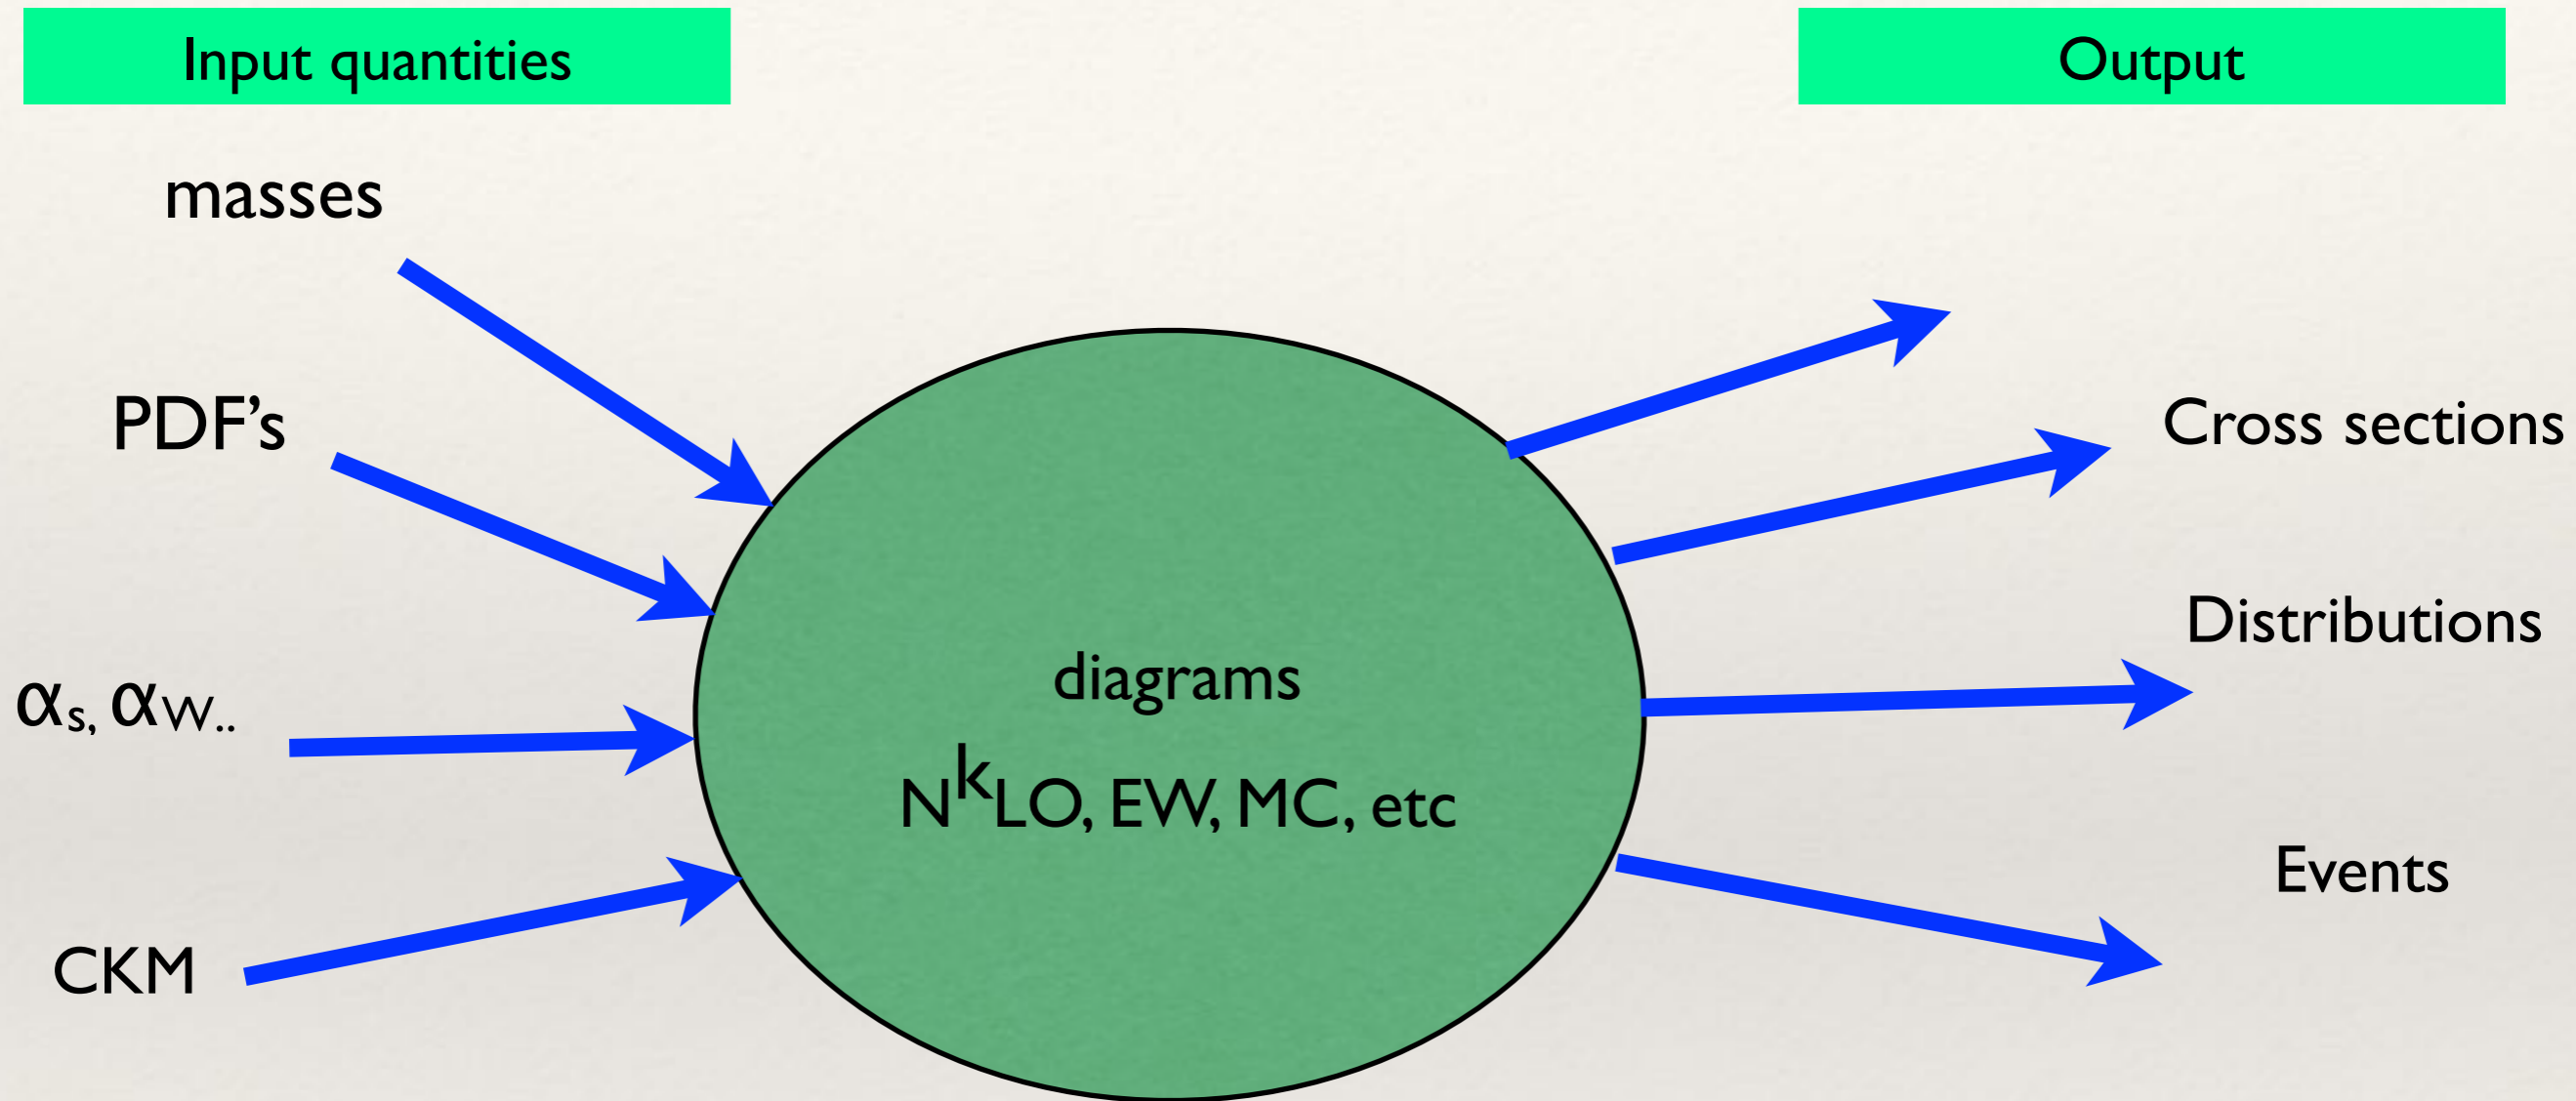 Input quantities
Output
masses
PDF’s
Cross sections
Distributions
αs, αW..
diagrams
NᵏLO, EW, MC, etc
Events
CKM